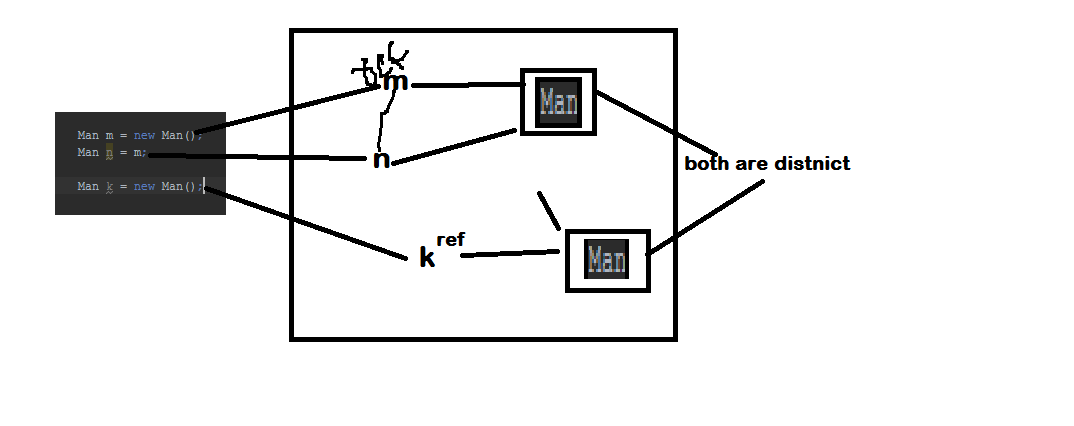 Man m = new Man();
Man n = m;
Man k = new Man();
m
Man
n
both are distnict
k ref
Man